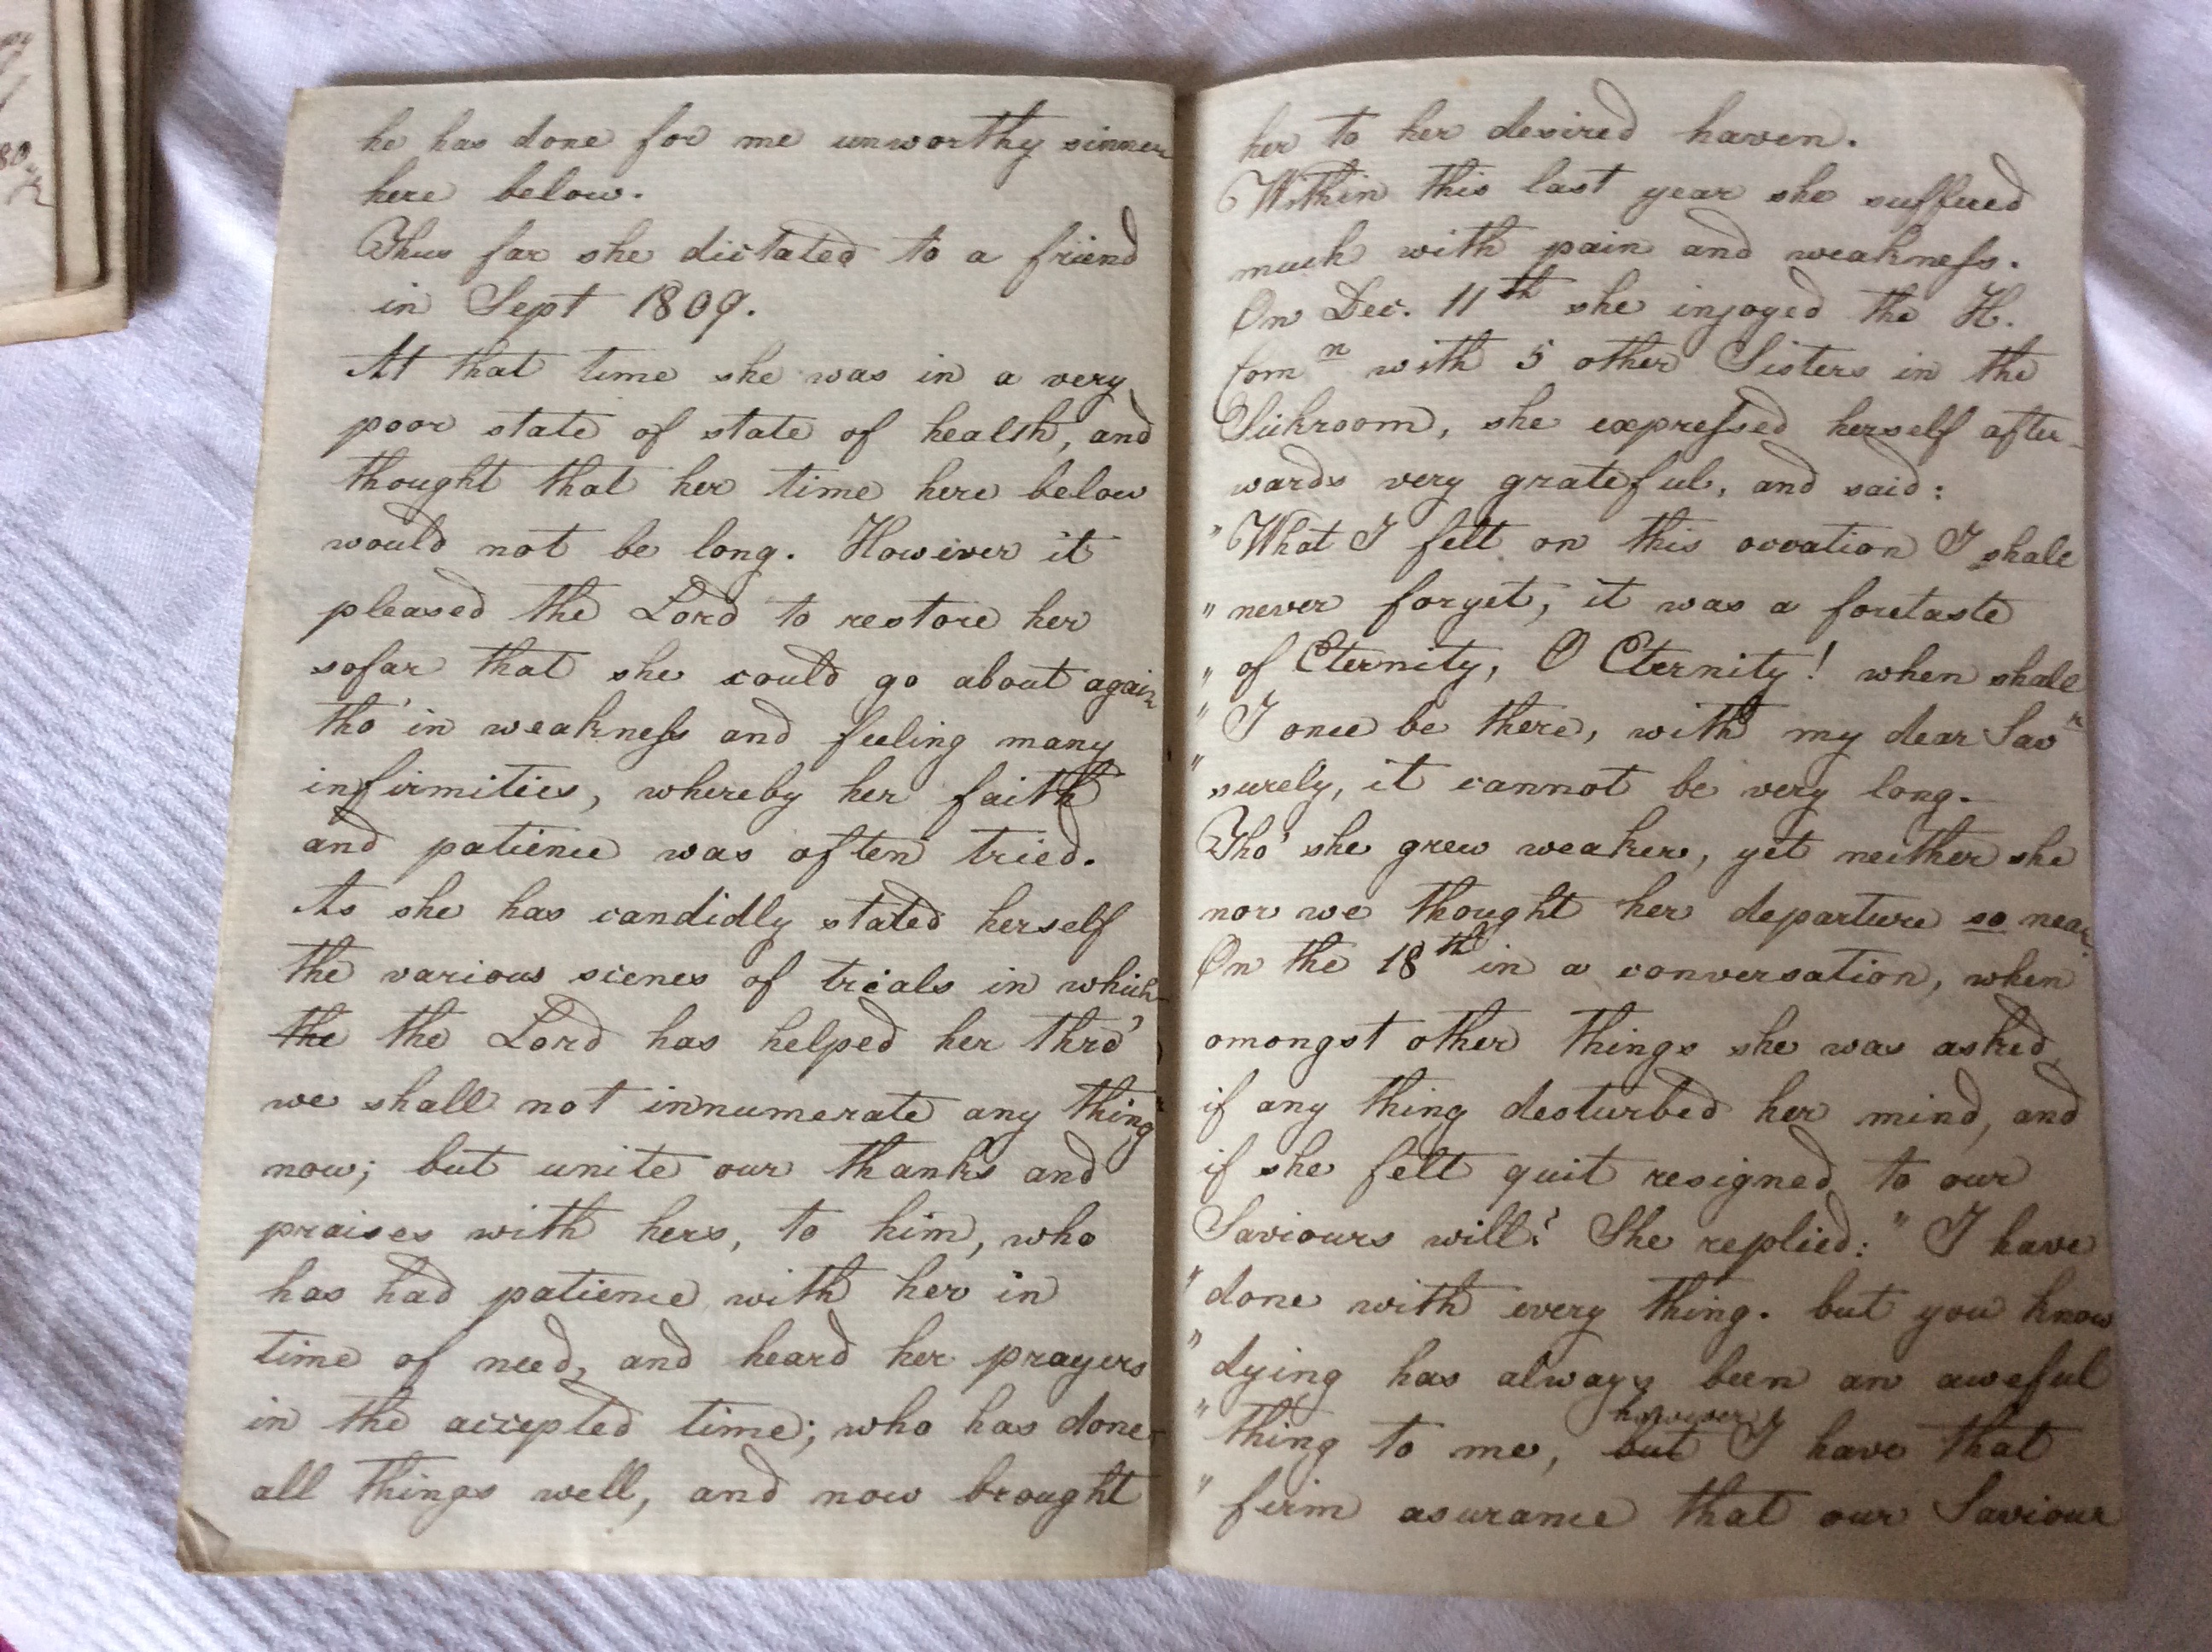 he has done for me unworthy sinner
here below.
Thus far she dictated to a friend
in Sept 1809.
At that time she was in a very
poor state of state of health, and
thought that her time here below
would not be long. However it
pleased the Lord to restore her
sofar that she could go about again
tho' in weakness and feeling many
infirmities, whereby her faith
and patience was often tried.
As she has candidly stated herself
the various scenes of trials in which
the the Lord has helped her thro'
we shall not innumerate any thing
now; but unite our thanks and
praises with hers, to him, who
has had patience with her in
time of need, and heard her prayers
in the accepted time; who has done
all things well, and now brought
her to her desired haven.
Within this last year she suffered
much with pain and weakness.
On Dec. 11th she injoyed the H.
Comn with 5 other Sisters in the
Sickroom, she expressed herself after-
wards very grateful, and said:
"What I felt on this occation I shall
" never forget; it was a foretaste
" of Eternity, O Eternity! when shall
" I once be there, with my dear Savr
" surely, it cannot be very long.
Tho' she grew weaker, yet neither she
nor we thought her departure so near.
On the 18th in a conversation, when
amongst other things she was asked,
if any thing desturbed her mind, and
if she felt quit resigned to our
Saviours will? She replied: " I have
" done with every thing. but you know
" dying has always been an aweful
" thing to me, but however I have that
" firm asurance that our Saviour